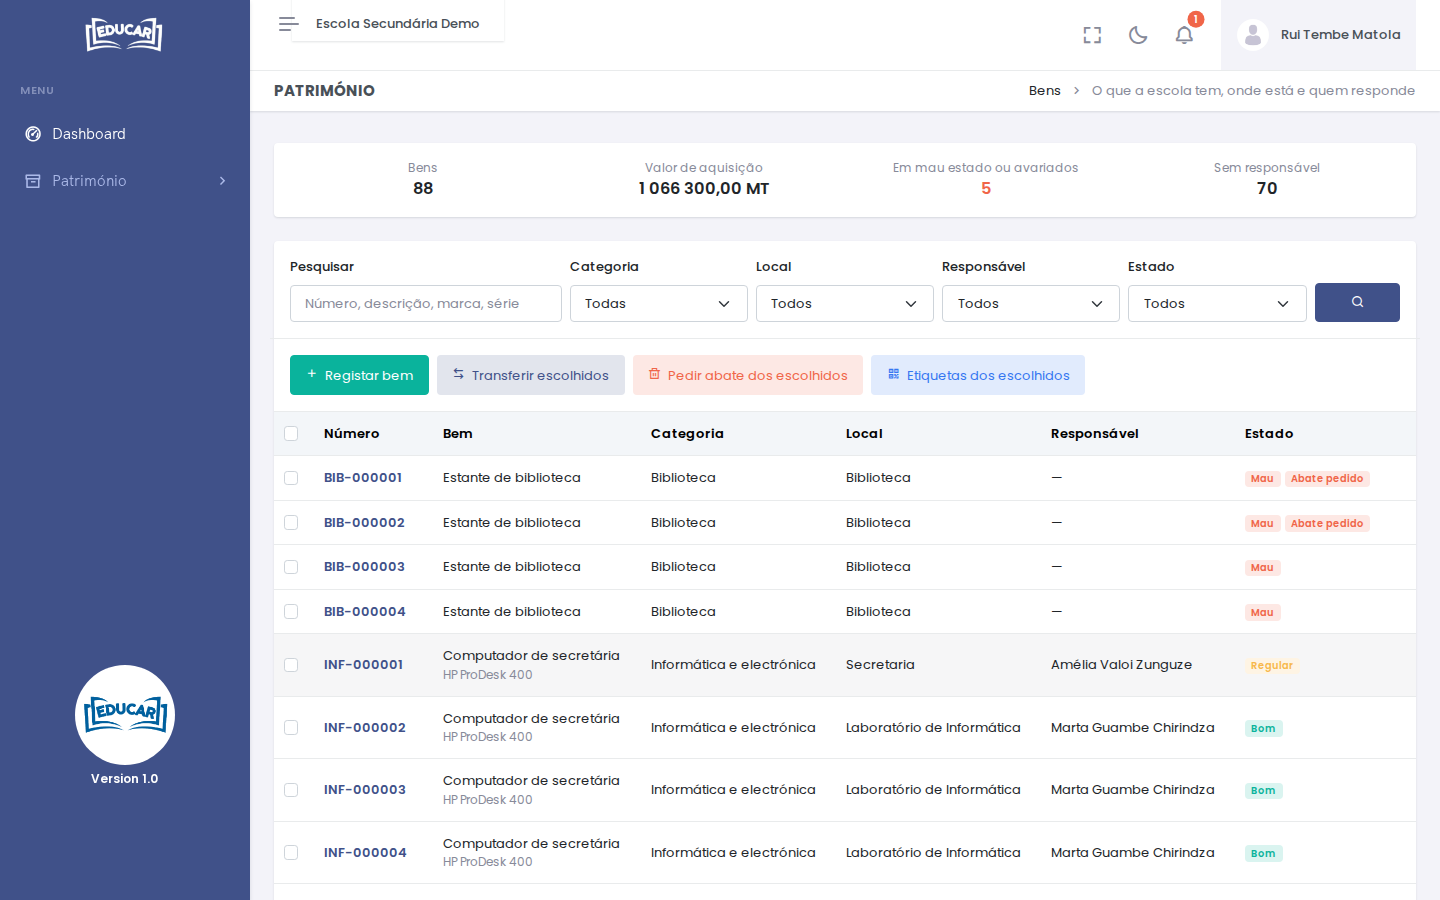 EDUCAR
Escola Secundária Demo
1
Rui Tembe Matola
MENU
Dashboard
Património
PATRIMÓNIO
Bens > O que a escola tem, onde está e quem responde
Bens
88
Valor de aquisição
1 066 300,00 MT
Em mau estado ou avariados
5
Sem responsável
70
Pesquisar Categoria Local Responsável Estado
Número, descrição, marca, série Todas Todos Todos Todos
Registar bem Transferir escolhidos Pedir abate dos escolhidos Etiquetas dos escolhidos
Número Bem Categoria Local Responsável Estado
BIB-000001 Estante de biblioteca Biblioteca Biblioteca — Mau Abate pedido
BIB-000002 Estante de biblioteca Biblioteca Biblioteca — Mau Abate pedido
BIB-000003 Estante de biblioteca Biblioteca Biblioteca — Mau
BIB-000004 Estante de biblioteca Biblioteca Biblioteca — Mau
INF-000001 Computador de secretária Informática e electrónica Secretaria Amélia Valoi Zunguze Regular
HP ProDesk 400
INF-000002 Computador de secretária Informática e electrónica Laboratório de Informática Marta Guambe Chirindza Bom
HP ProDesk 400
INF-000003 Computador de secretária Informática e electrónica Laboratório de Informática Marta Guambe Chirindza Bom
HP ProDesk 400
INF-000004 Computador de secretária Informática e electrónica Laboratório de Informática Marta Guambe Chirindza Bom
HP ProDesk 400
EDUCAR
Version 1.0